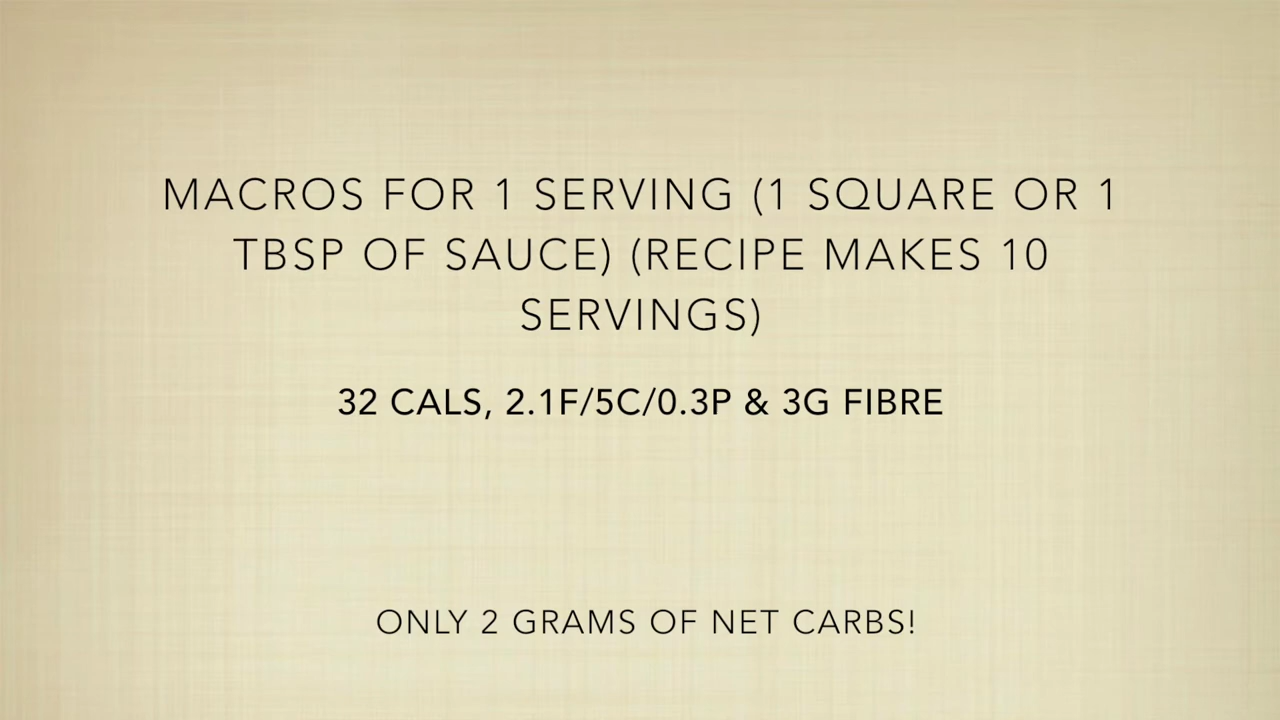 MACROS FOR 1 SERVING (1 SQUARE OR 1
TBSP OF SAUCE) (RECIPE MAKES 10
SERVINGS)
32 CALS, 2.1F/5C/0.3P & 3G FIBRE
ONLY 2 GRAMS OF NET CARBS!